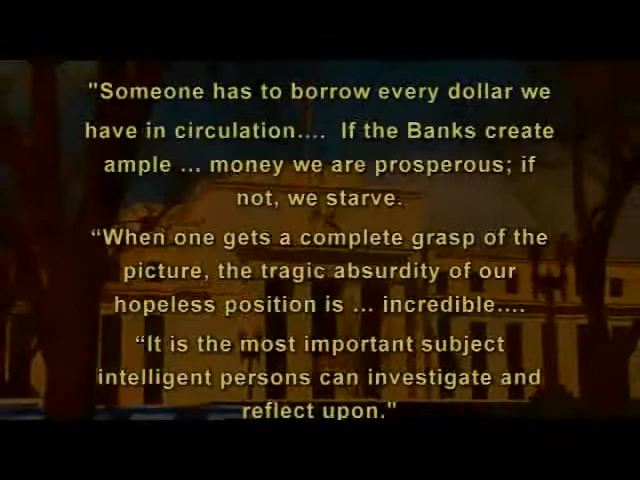 "Someone has to borrow every dollar we
have in circulation.... If the Banks create
ample ... money we are prosperous; if
not, we starve.
“When one gets a complete grasp of the
picture, the tragic absurdity of our
hopeless position is ... incredible....
“It is the most important subject
intelligent persons can investigate and
reflect upon."